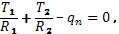 T₁/R₁ + T₂/R₂ - qₙ = 0 ,